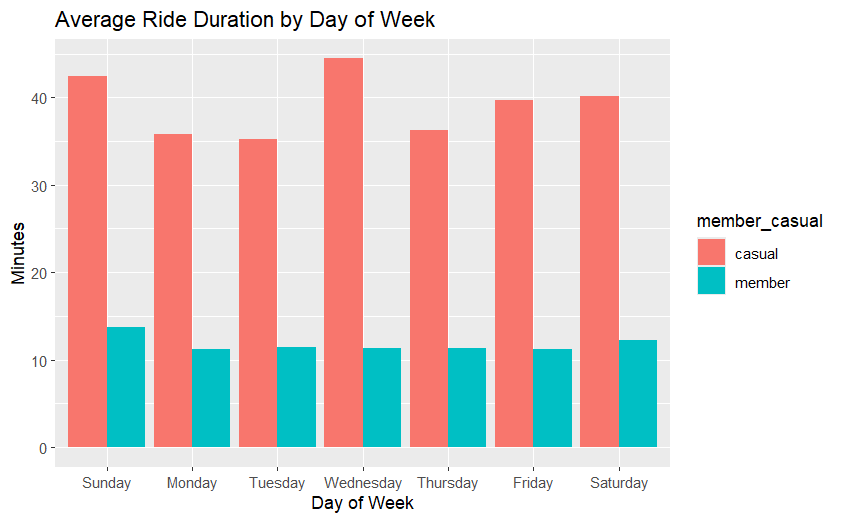 Average Ride Duration by Day of Week
Minutes
40
30
20
10
0
Sunday Monday Tuesday Wednesday Thursday Friday Saturday
Day of Week
member_casual
casual
member